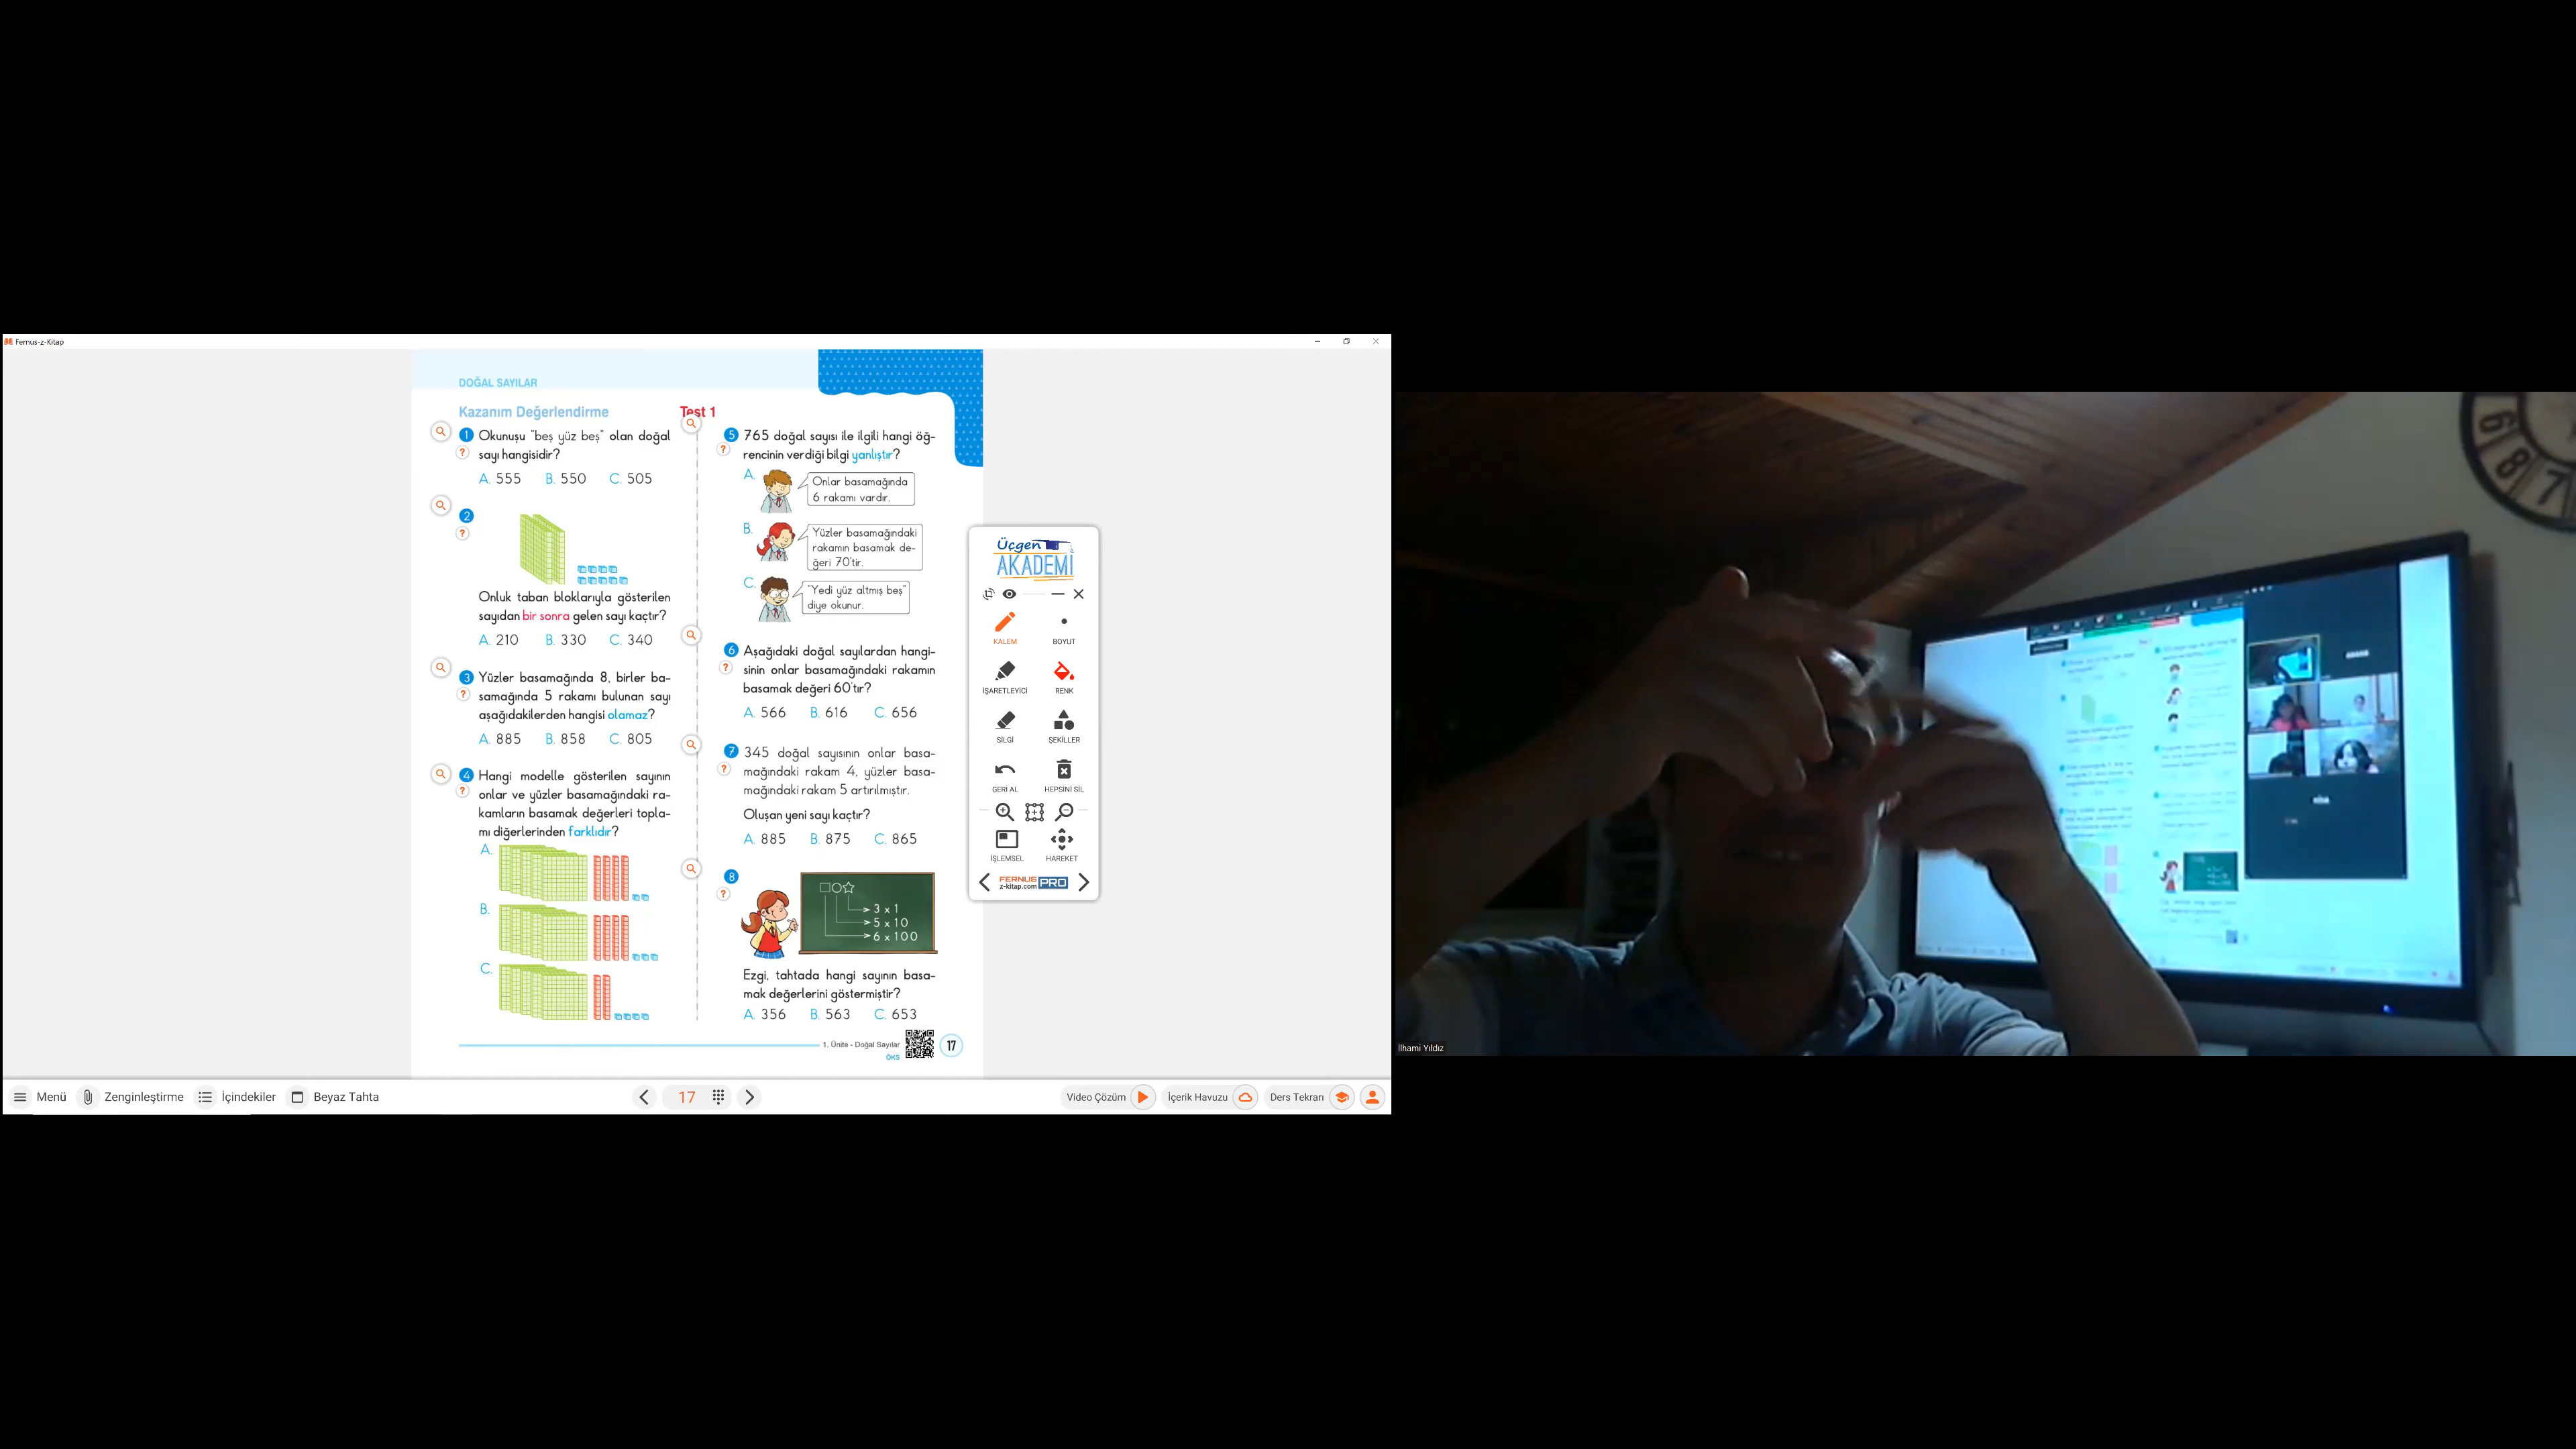 Fernus-z-Kitap
DOĞAL SAYILAR
Kazanım Değerlendirme
Test 1
1 Okunuşu "beş yüz beş" olan doğal
sayı hangisidir?
A. 555 B. 550 C. 505
2
Onluk taban bloklarıyla gösterilen
sayıdan bir sonra gelen sayı kaçtır?
A. 210 B. 330 C. 340
3 Yüzler basamağında 8, birler ba-
samağında 5 rakamı bulunan sayı
aşağıdakilerden hangisi olamaz?
A. 885 B. 858 C. 805
4 Hangi modelle gösterilen sayının
onlar ve yüzler basamağındaki ra-
kamların basamak değerleri topla-
mı diğerlerinden farklıdır?
A.
B.
C.
5 765 doğal sayısı ile ilgili hangi öğ-
rencinin verdiği bilgi yanlıştır?
A.
Onlar basamağında
6 rakamı vardır.
B.
Yüzler basamağındaki
rakamın basamak de-
ğeri 70'tir.
C.
"Yedi yüz altmış beş"
diye okunur.
6 Aşağıdaki doğal sayılardan hangi-
sinin onlar basamağındaki rakamın
basamak değeri 60'tır?
A. 566 B. 616 C. 656
7 345 doğal sayısının onlar basa-
mağındaki rakam 4, yüzler basa-
mağındaki rakam 5 artırılmıştır.
Oluşan yeni sayı kaçtır?
A. 885 B. 875 C. 865
8
3 x 1
5 x 10
6 x 100
Ezgi, tahtada hangi sayının basa-
mak değerlerini göstermiştir?
A. 356 B. 563 C. 653
1. Ünite - Doğal Sayılar
ÖKS
17
Üçgen
AKADEMİ
KALEM BOYUT
İŞARETLEYİCİ RENK
SİLGİ ŞEKİLLER
GERİ AL HEPSİNİ SİL
İŞLEMSEL HAREKET
FERNUS
z-kitap.com PRO
Menü Zenginleştirme İçindekiler Beyaz Tahta
17
Video Çözüm İçerik Havuzu Ders Tekrarı
6 8 7
İlhami Yıldız